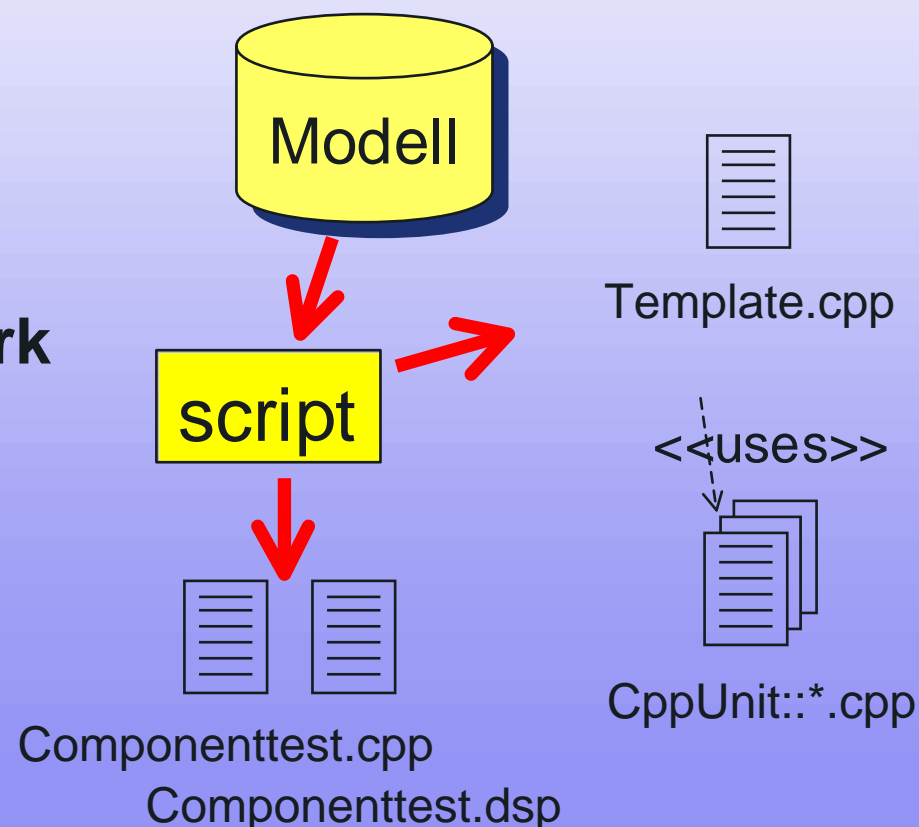 Modell
Template.cpp
rk
script
<<uses>>
CppUnit::*.cpp
Componenttest.cpp
Componenttest.dsp